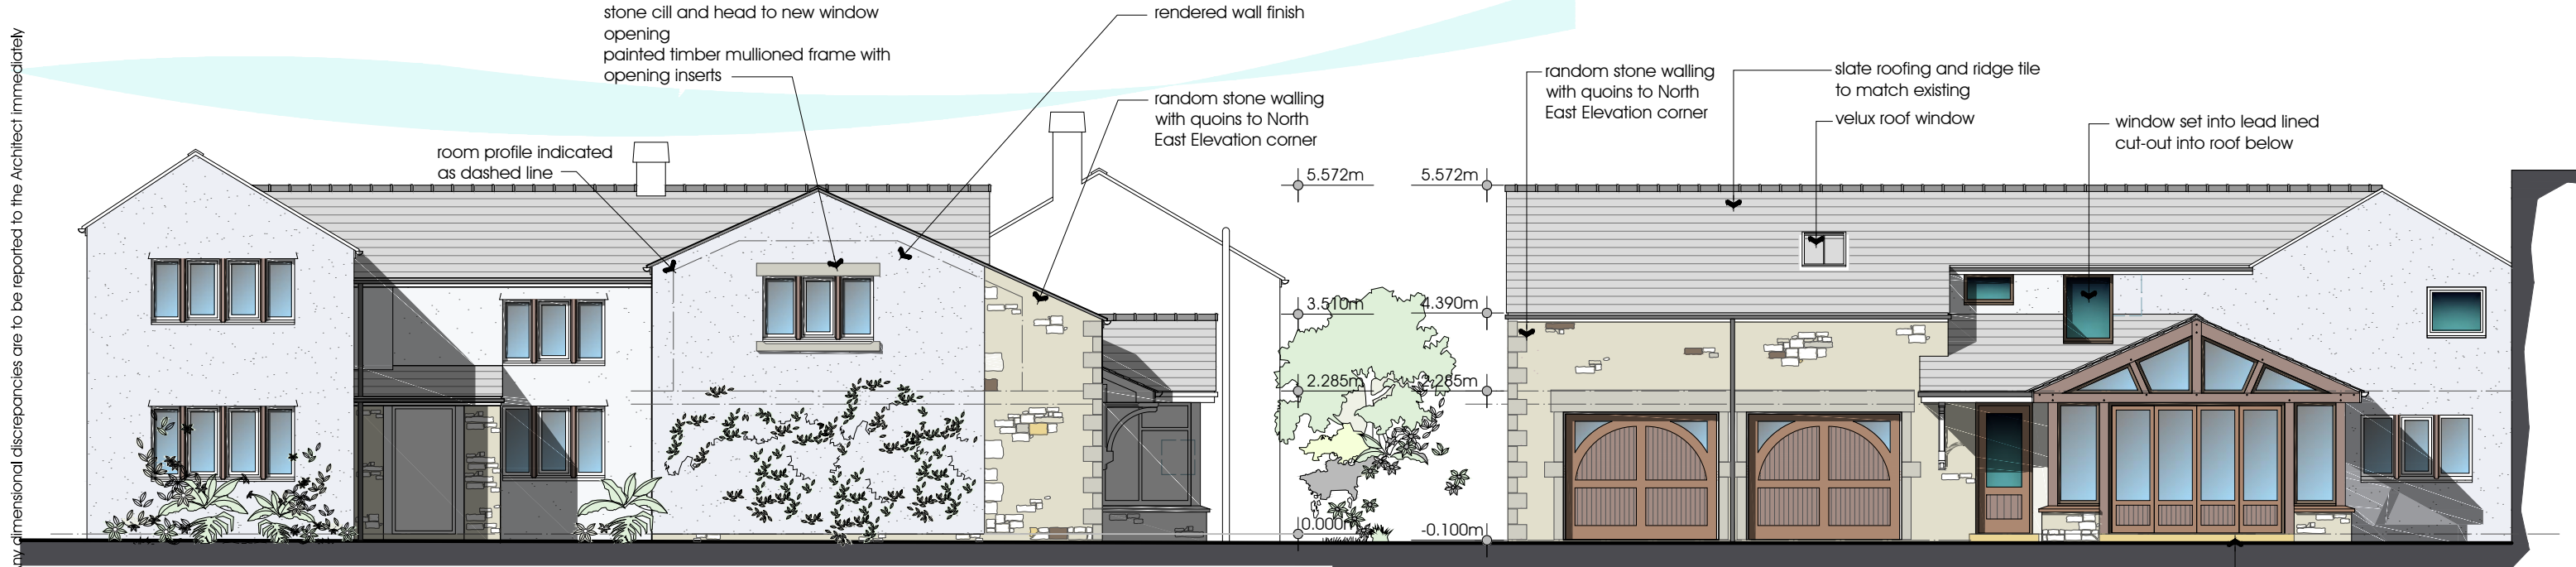 ny dimensional discrepancies are to be reported to the Architect immediately
stone cill and head to new window
opening
painted timber mullioned frame with
opening inserts
rendered wall finish
random stone walling
with quoins to North
East Elevation corner
room profile indicated
as dashed line
random stone walling
with quoins to North
East Elevation corner
slate roofing and ridge tile
to match existing
velux roof window
window set into lead lined
cut-out into roof below
5.572m
5.572m
3.510m
4.390m
2.285m
2.285m
0.000m
-0.100m